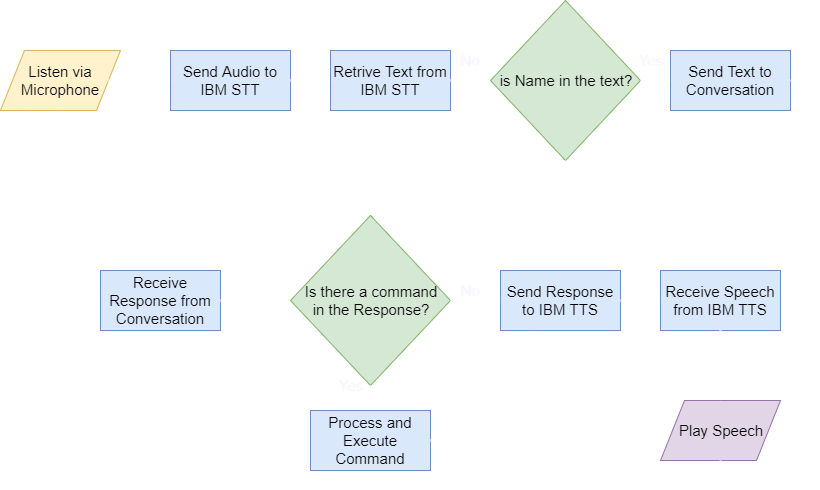 Listen via
Microphone
Send Audio to
IBM STT
Retrive Text from
IBM STT
No
is Name in the text?
Yes
Send Text to
Conversation
Receive
Response from
Conversation
Is there a command
in the Response?
No
Yes
Send Response
to IBM TTS
Receive Speech
from IBM TTS
Process and
Execute
Command
Play Speech